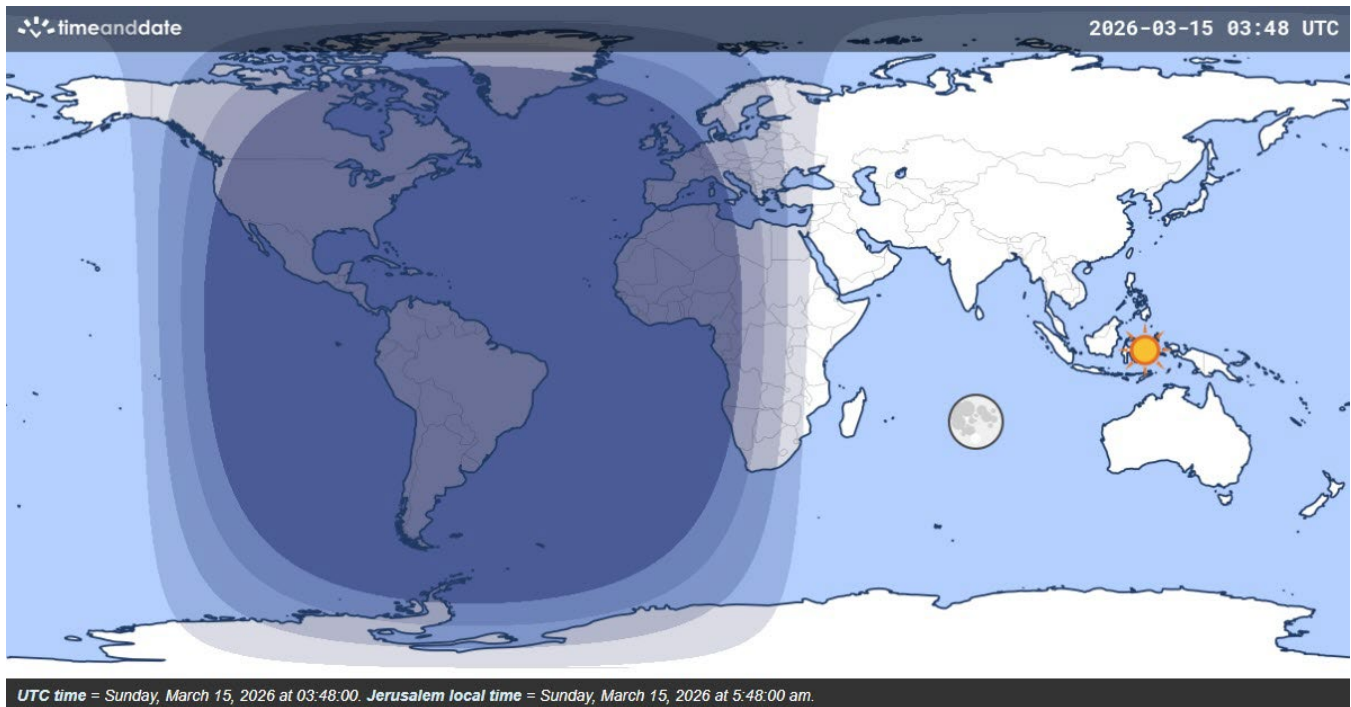 timeanddate
2026-03-15 03:48 UTC
UTC time = Sunday, March 15, 2026 at 03:48:00. Jerusalem local time = Sunday, March 15, 2026 at 5:48:00 am.